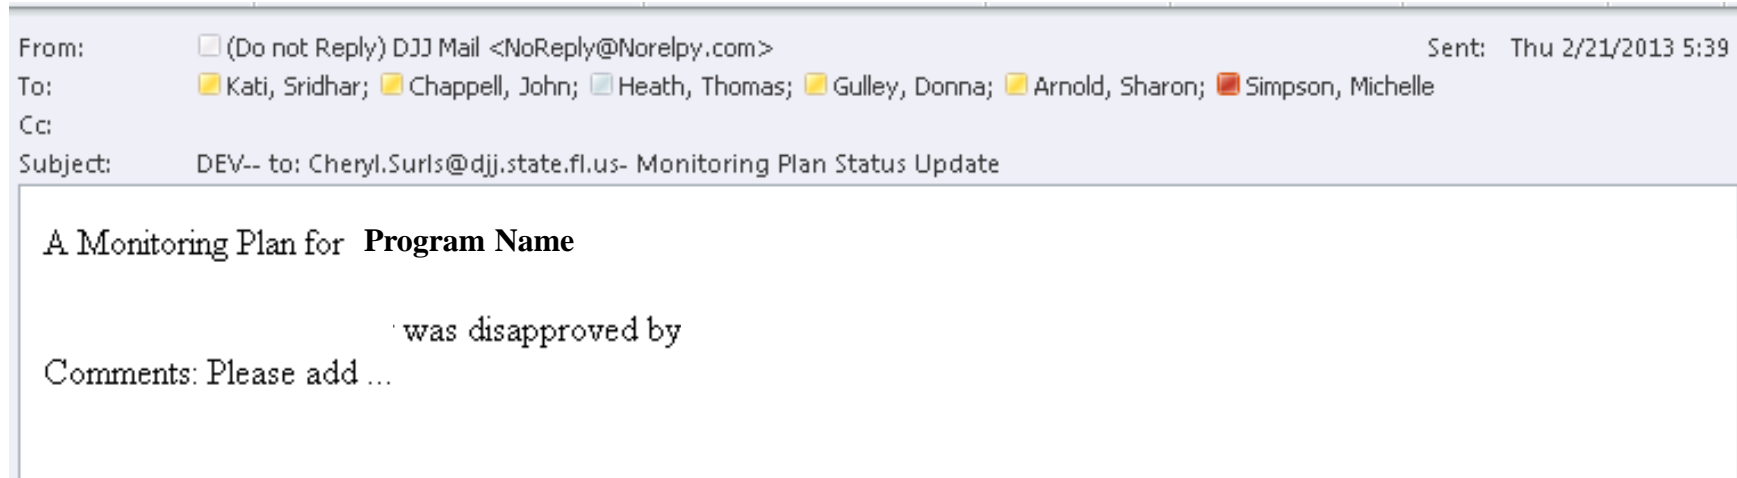 From: (Do not Reply) DJJ Mail <NoReply@Norelpy.com> Sent: Thu 2/21/2013 5:39
To: Kati, Sridhar; Chappell, John; Heath, Thomas; Gulley, Donna; Arnold, Sharon; Simpson, Michelle
Cc:
Subject: DEV-- to: Cheryl.Surls@djj.state.fl.us- Monitoring Plan Status Update
A Monitoring Plan for Program Name
was disapproved by
Comments: Please add ...